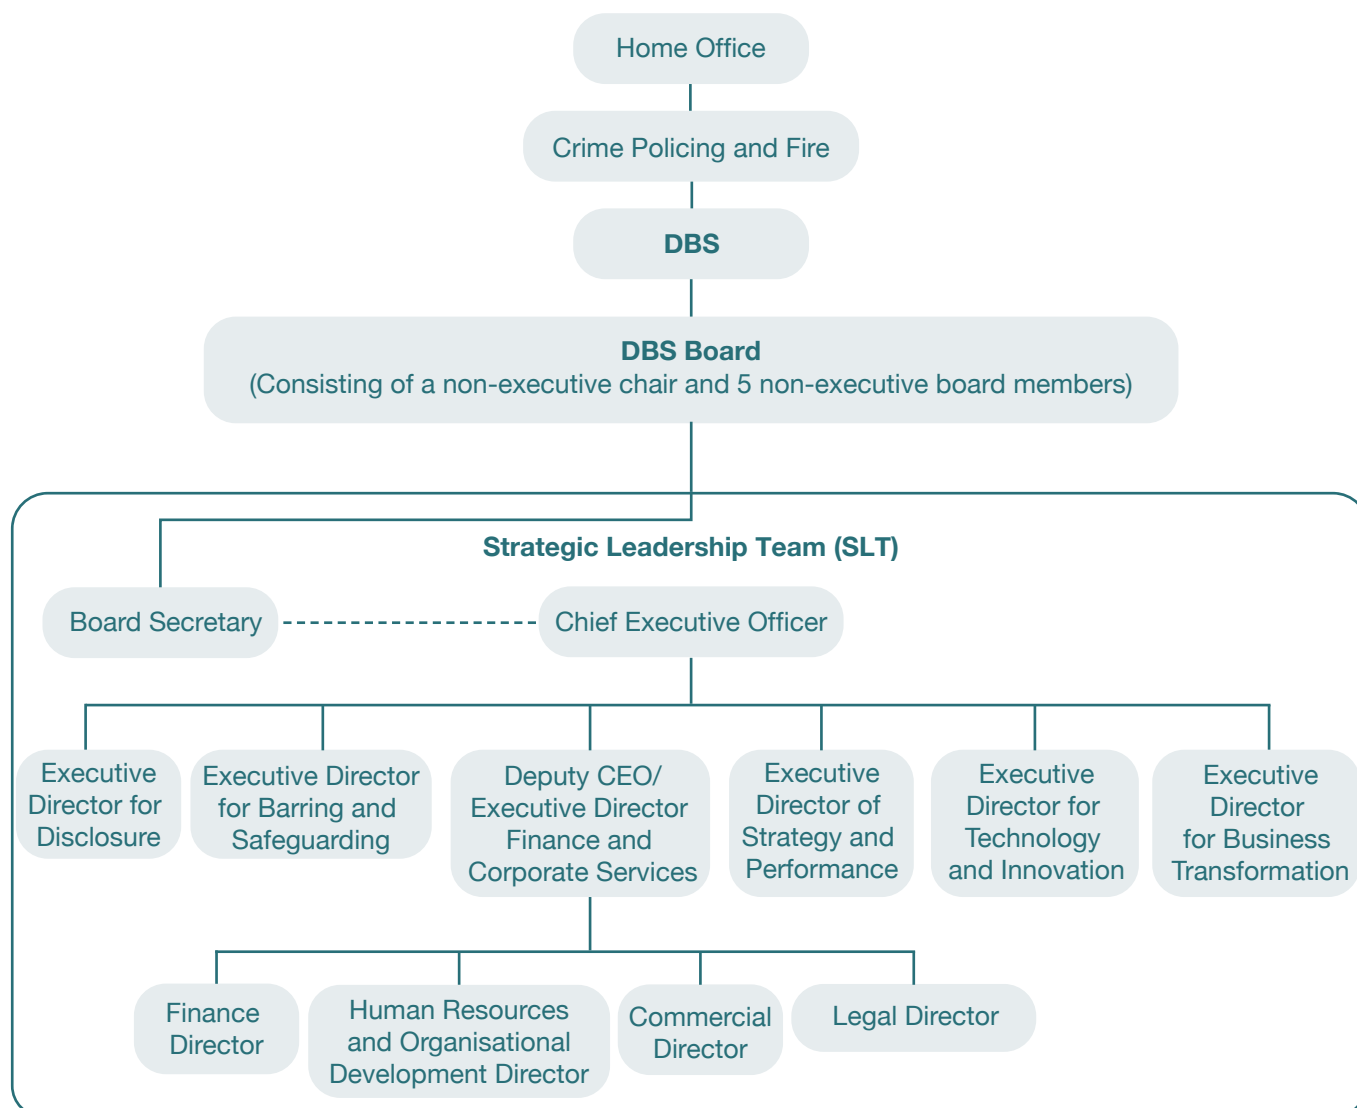 Home Office
Crime Policing and Fire
DBS
DBS Board
(Consisting of a non-executive chair and 5 non-executive board members)
Strategic Leadership Team (SLT)
Board Secretary
Chief Executive Officer
Executive
Director for
Disclosure
Executive Director
for Barring and
Safeguarding
Deputy CEO/
Executive Director
Finance and
Corporate Services
Executive
Director of
Strategy and
Performance
Executive
Director for
Technology
and Innovation
Executive
Director
for Business
Transformation
Finance
Director
Human Resources
and Organisational
Development Director
Commercial
Director
Legal Director